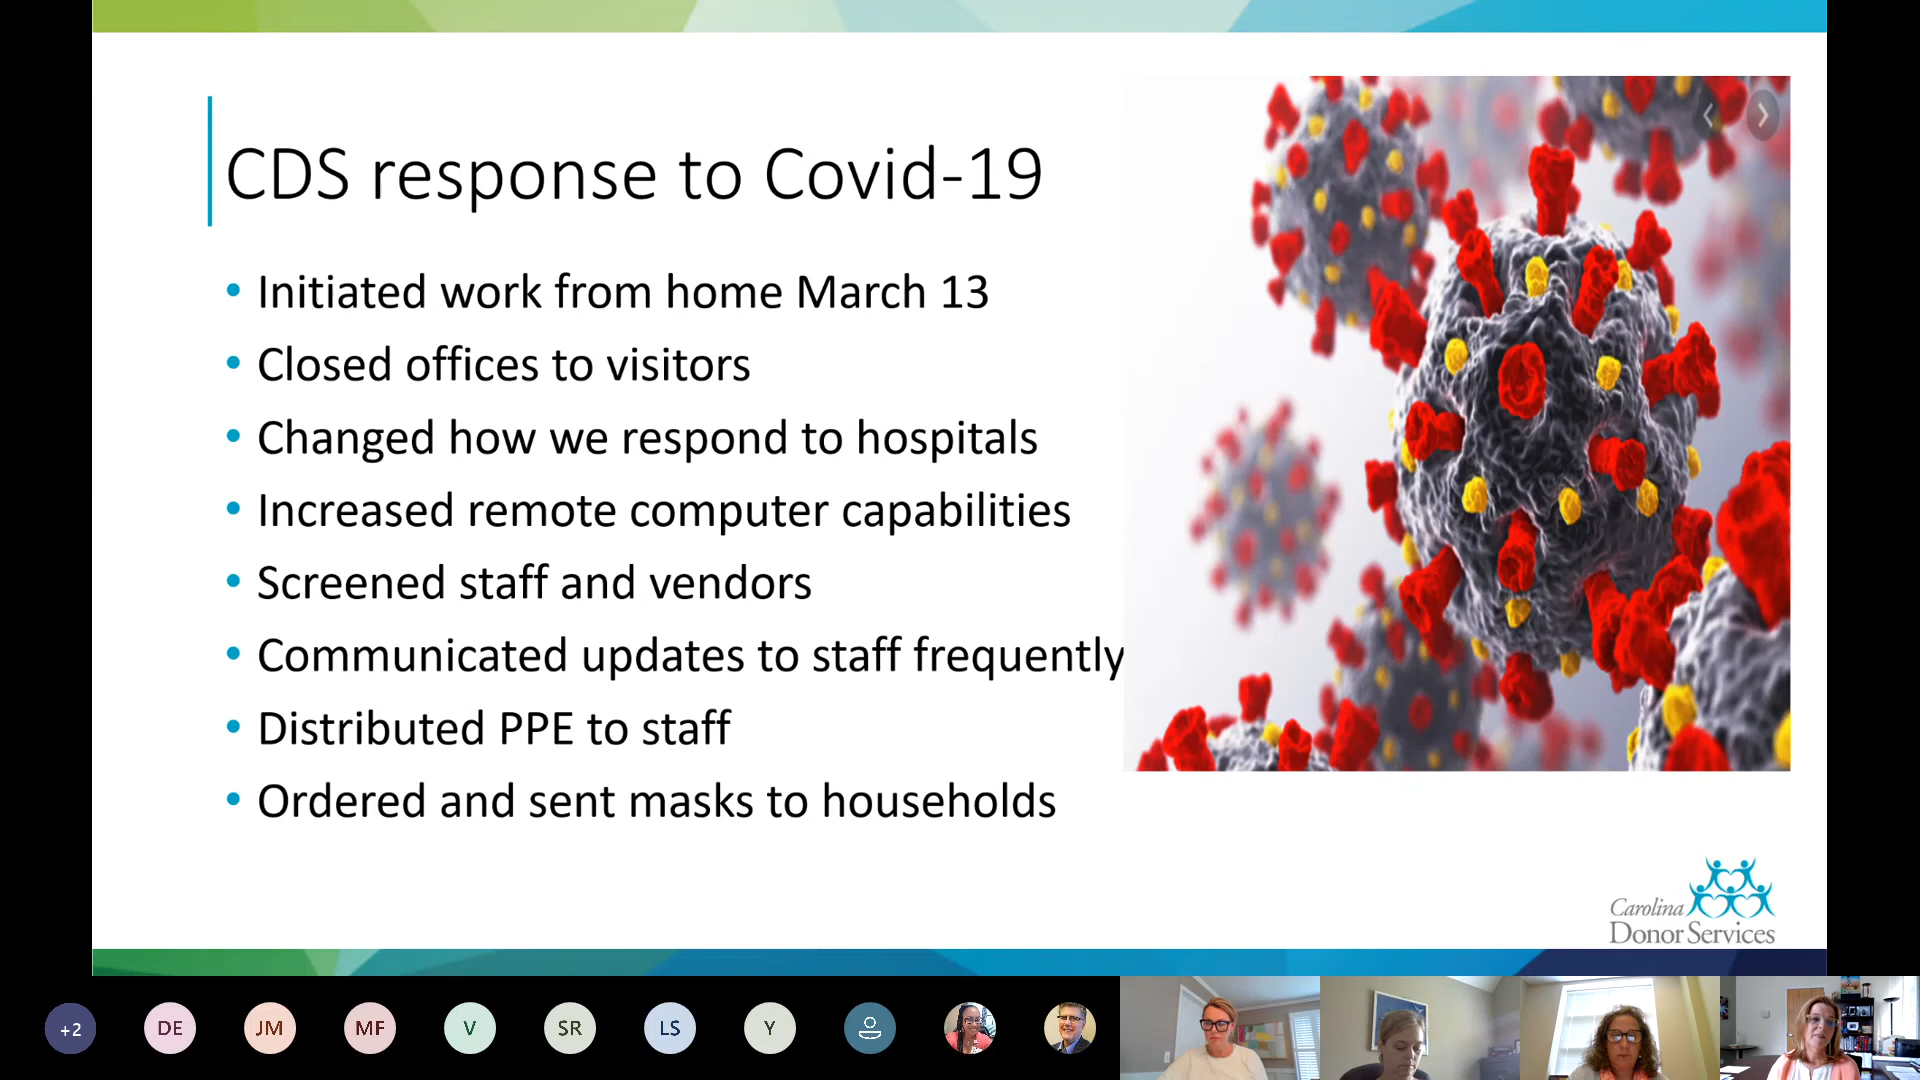 CDS response to Covid-19
• Initiated work from home March 13
• Closed offices to visitors
• Changed how we respond to hospitals
• Increased remote computer capabilities
• Screened staff and vendors
• Communicated updates to staff frequently
• Distributed PPE to staff
• Ordered and sent masks to households
Carolina
Donor Services
+2
DE
JM
MF
V
SR
LS
Y